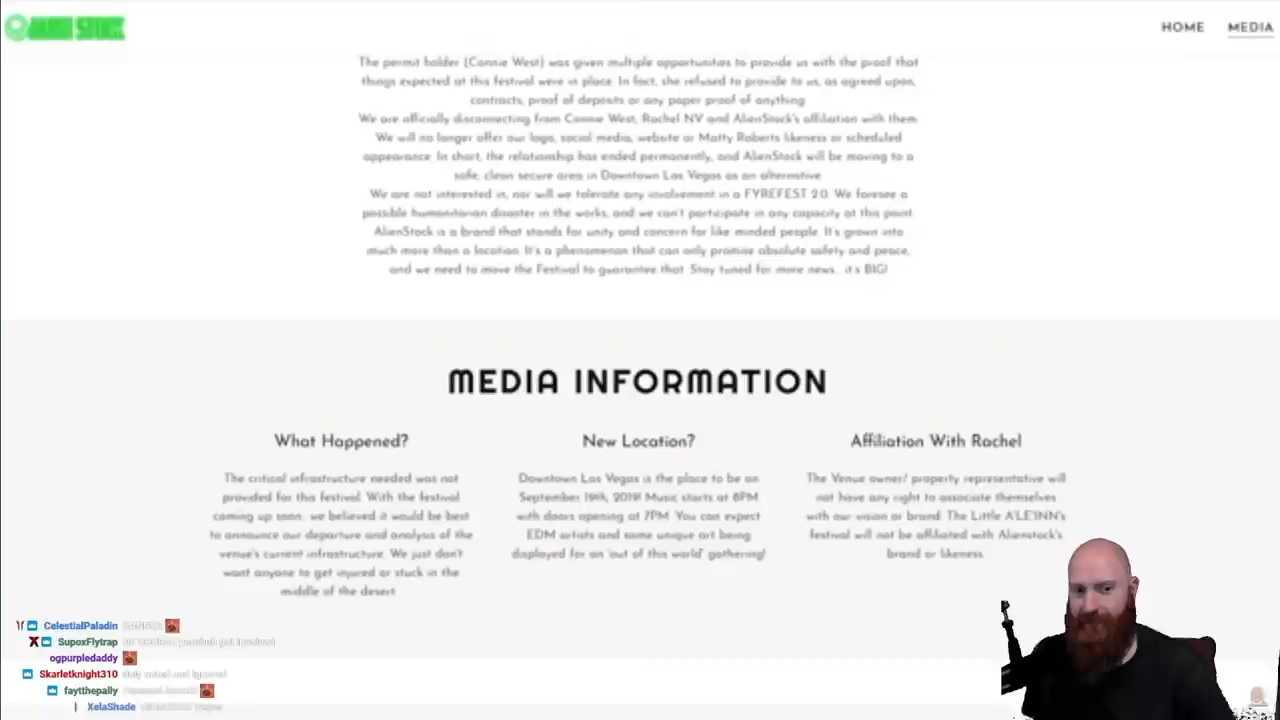 ALIEN STOCK
HOME
MEDIA
The permit holder (Connie West) was given multiple opportunities to provide us with the proof that
things expected at this festival were in place. In fact, she refused to provide to us, as agreed upon,
contracts, proof of deposits or any paper proof of anything.
We are officially disconnecting from Connie West, Rachel NV and AlienStock's affiliation with them.
We will no longer offer our logo, social media, website or Matty Roberts likeness or scheduled
appearance. In short, the relationship has ended permanently, and AlienStock will be moving to a
safe, clean secure area in Downtown Las Vegas as an alternative.
We are not interested in, nor will we tolerate any involvement in a FYREFEST 2.0. We foresee a
possible humanitarian disaster in the works, and we can't participate in any capacity at this point.
AlienStock is a brand that stands for unity and concern for like minded people. It's grown into
much more than a location. It's a phenomenon that can only promise absolute safety and peace,
and we need to move the Festival to guarantee that. Stay tuned for more news... it's BIG!
MEDIA INFORMATION
What Happened?
The critical infrastructure needed was not
provided for this festival. With the festival
coming up soon, we believed it would be best
to announce our departure and analysis of the
venue's current infrastructure. We just don't
want anyone to get injured or stuck in the
middle of the desert.
New Location?
Downtown Las Vegas is the place to be on
September 19th, 2019! Music starts at 8PM
with doors opening at 7PM. You can expect
EDM artists and some unique art being
displayed for an 'out of this world' gathering!
Affiliation With Rachel
The Venue owner/ property representative will
not have any right to associate themselves
with our vision or brand. The Little A'LE'INN's
festival will not be affiliated with Alienstock's
brand or likeness.
CelestialPaladin
SupoxFlytrap got involved
ogpurpledaddy
Skarletknight310 duly noted and ignored
faytthepally
XelaShade